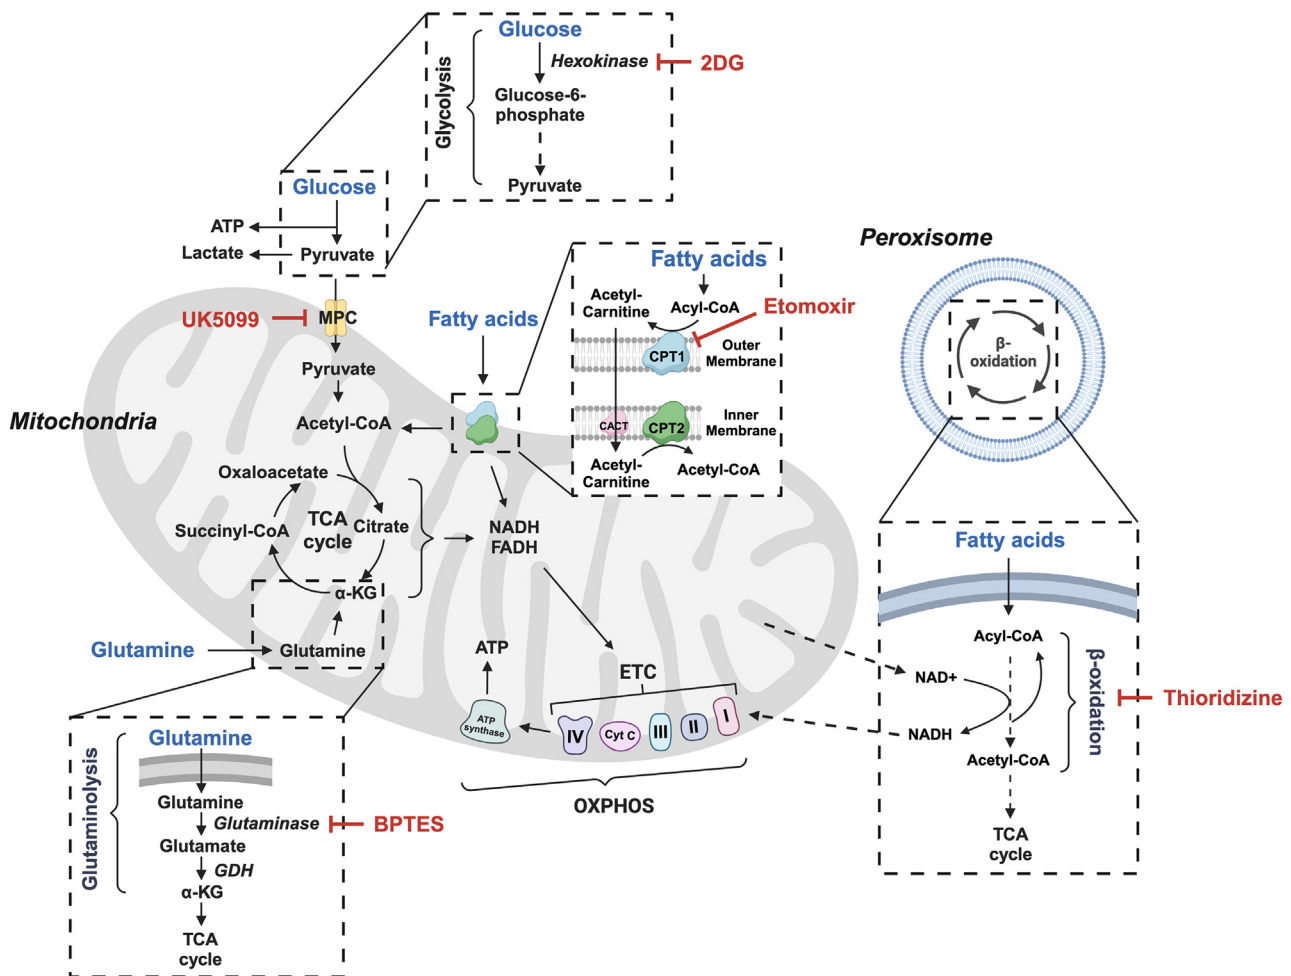 Glucose
Hexokinase
2DG
Glycolysis
Glucose-6-
phosphate
Pyruvate
Glucose
ATP
Lactate
Pyruvate
UK5099
MPC
Pyruvate
Acetyl-CoA
Mitochondria
Fatty acids
Fatty acids
Acetyl-
Carnitine
Acyl-CoA
Etomoxir
CPT1
Outer
Membrane
CACT
CPT2
Inner
Membrane
Acetyl-
Carnitine
Acetyl-CoA
Peroxisome
β-
oxidation
Oxaloacetate
Succinyl-CoA
TCA
cycle
Citrate
α-KG
NADH
FADH
Glutamine
Glutamine
ATP
ETC
ATP
synthase
IV
Cyt C
III
II
I
OXPHOS
Fatty acids
Acyl-CoA
NAD+
NADH
β-oxidation
Thioridizine
Acetyl-CoA
TCA
cycle
Glutamine
Glutaminolysis
Glutamine
Glutaminase
BPTES
Glutamate
GDH
α-KG
TCA
cycle